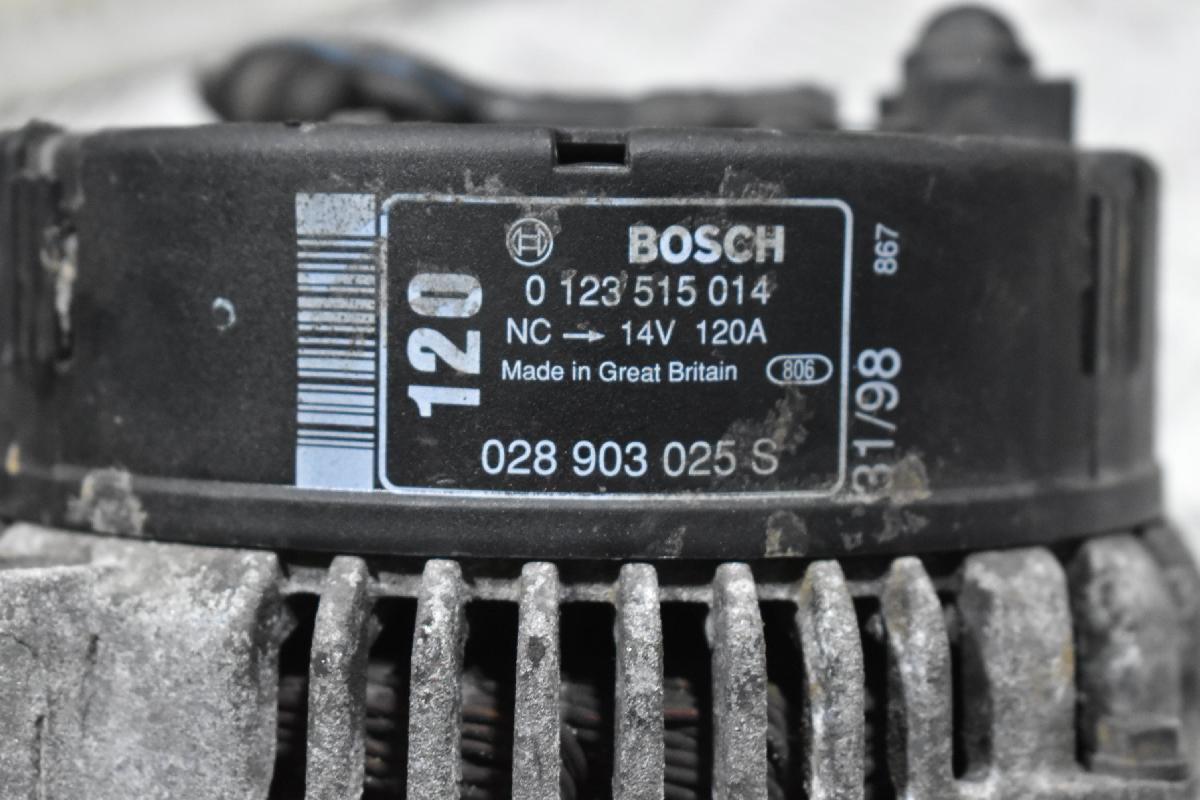 120
BOSCH
0 123 515 014
NC → 14V 120A
Made in Great Britain 806
028 903 025 S
867
31/98